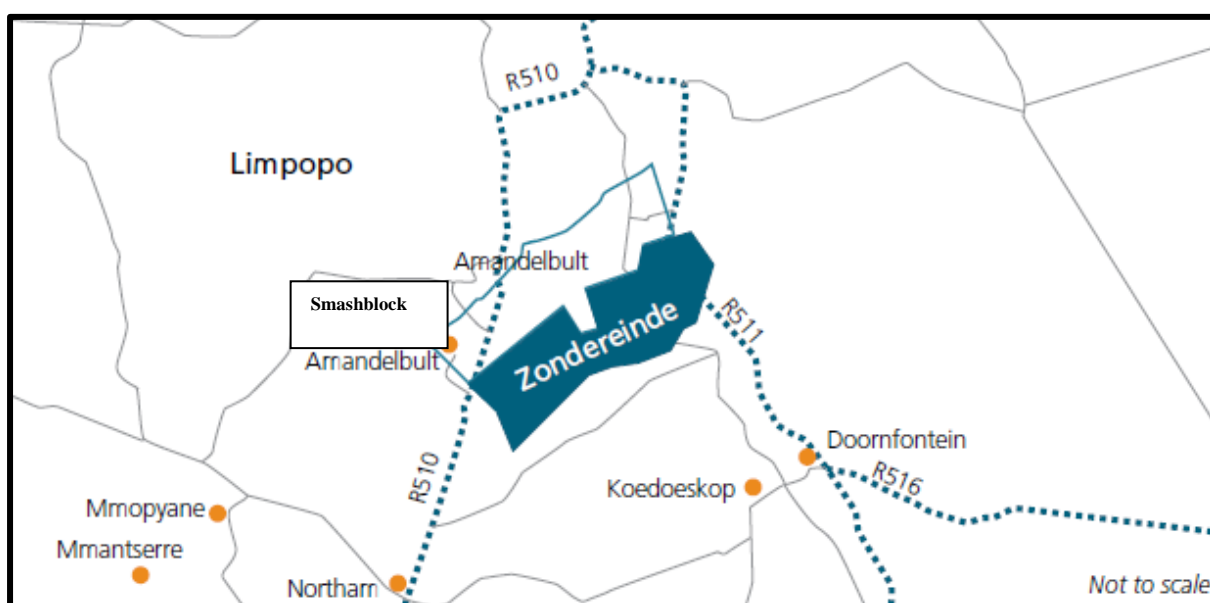 R510
Limpopo
Amandelbult
Smashblock
Amandelbult
Zondereinde
R511
R510
Doornfontein
R516
Koedoeskop
Mmopyane
Mmantserre
Northam
Not to scale